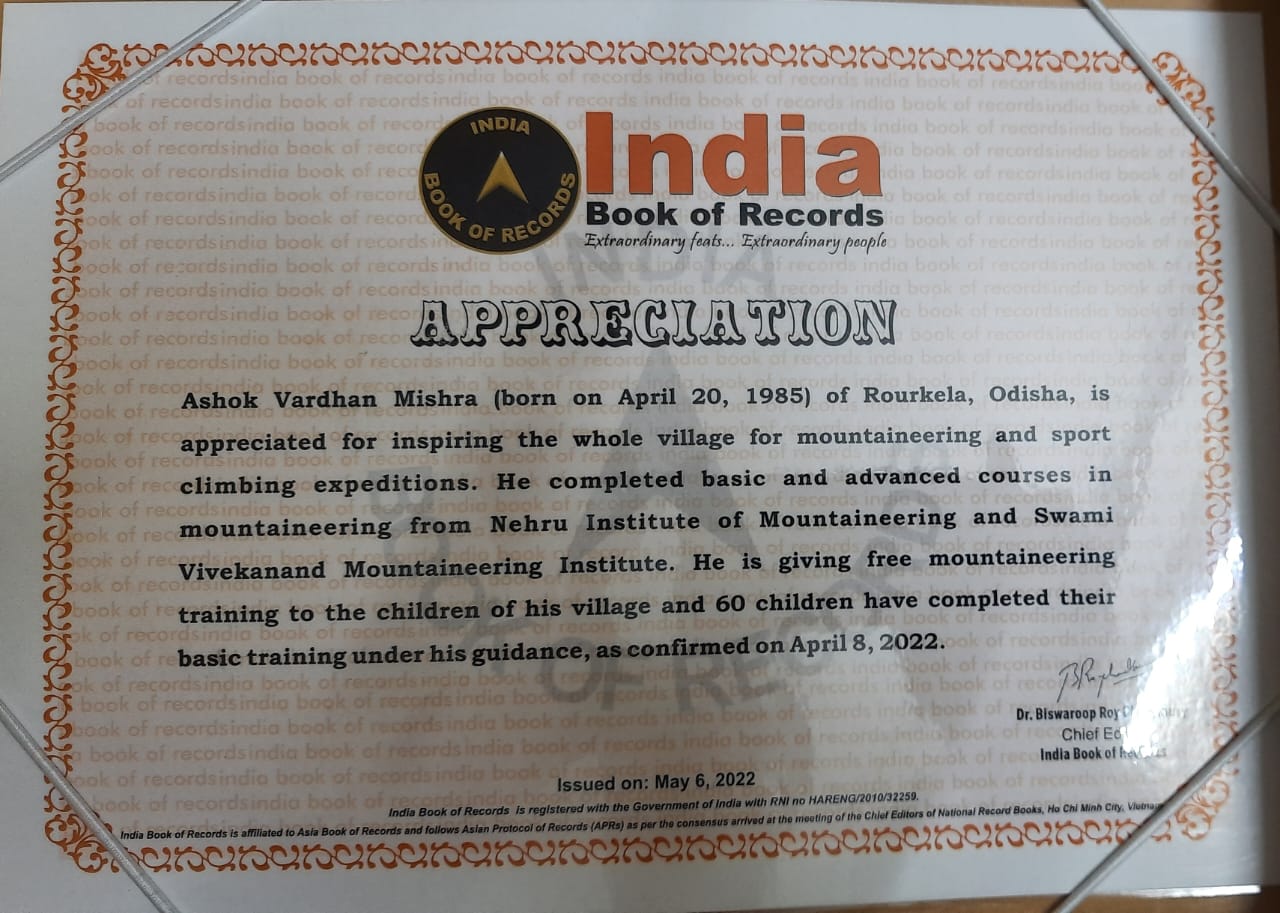 INDIA
BOOK OF RECORDS
India
Book of Records
Extraordinary feats... Extraordinary people
APPRECIATION
Ashok Vardhan Mishra (born on April 20, 1985) of Rourkela, Odisha, is
appreciated for inspiring the whole village for mountaineering and sport
climbing expeditions. He completed basic and advanced courses in
mountaineering from Nehru Institute of Mountaineering and Swami
Vivekanand Mountaineering Institute. He is giving free mountaineering
training to the children of his village and 60 children have completed their
basic training under his guidance, as confirmed on April 8, 2022.
Dr. Biswaroop Roy
Chief
India Book of
Issued on: May 6, 2022
India Book of Records is registered with the Government of India with RNI no HARENG/2010/32259.
India Book of Records is affiliated to Asia Book of Records and follows Asian Protocol of Records (APRs) as per the consensus arrived at the meeting of the Chief Editors of National Record Books, Ho Chi Minh City, Vietnam